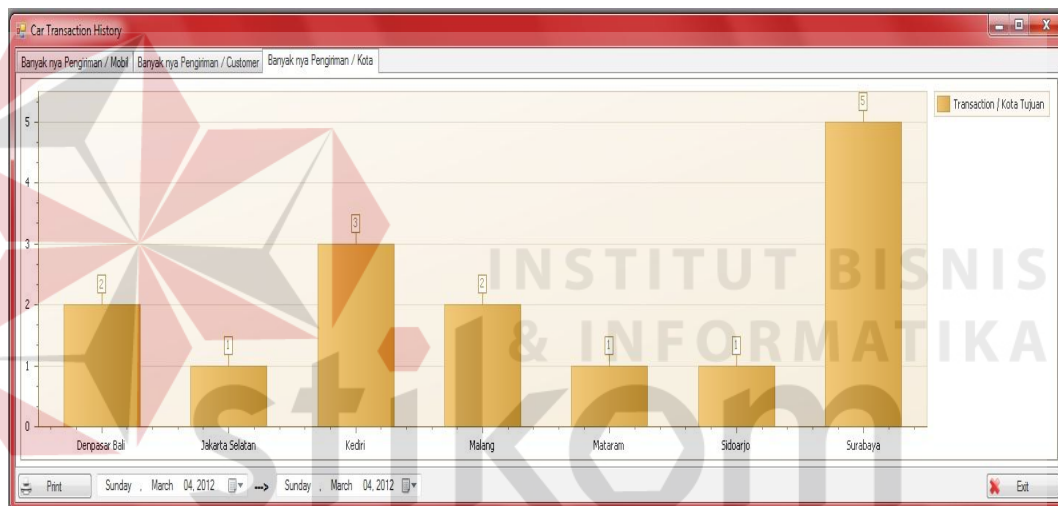 Car Transaction History
Banyak nya Pengiriman / Mobil
Banyak nya Pengiriman / Customer
Banyak nya Pengiriman / Kota
5
4
3
2
1
0
2
1
3
2
1
1
5
Denpasar Bali
Jakarta Selatan
Kediri
Malang
Mataram
Sidoarjo
Surabaya
Transaction / Kota Tujuan
INSTITUT BISNIS
& INFORMATIKA
stikom
Print
Sunday , March 04, 2012
--->
Sunday , March 04, 2012
Exit